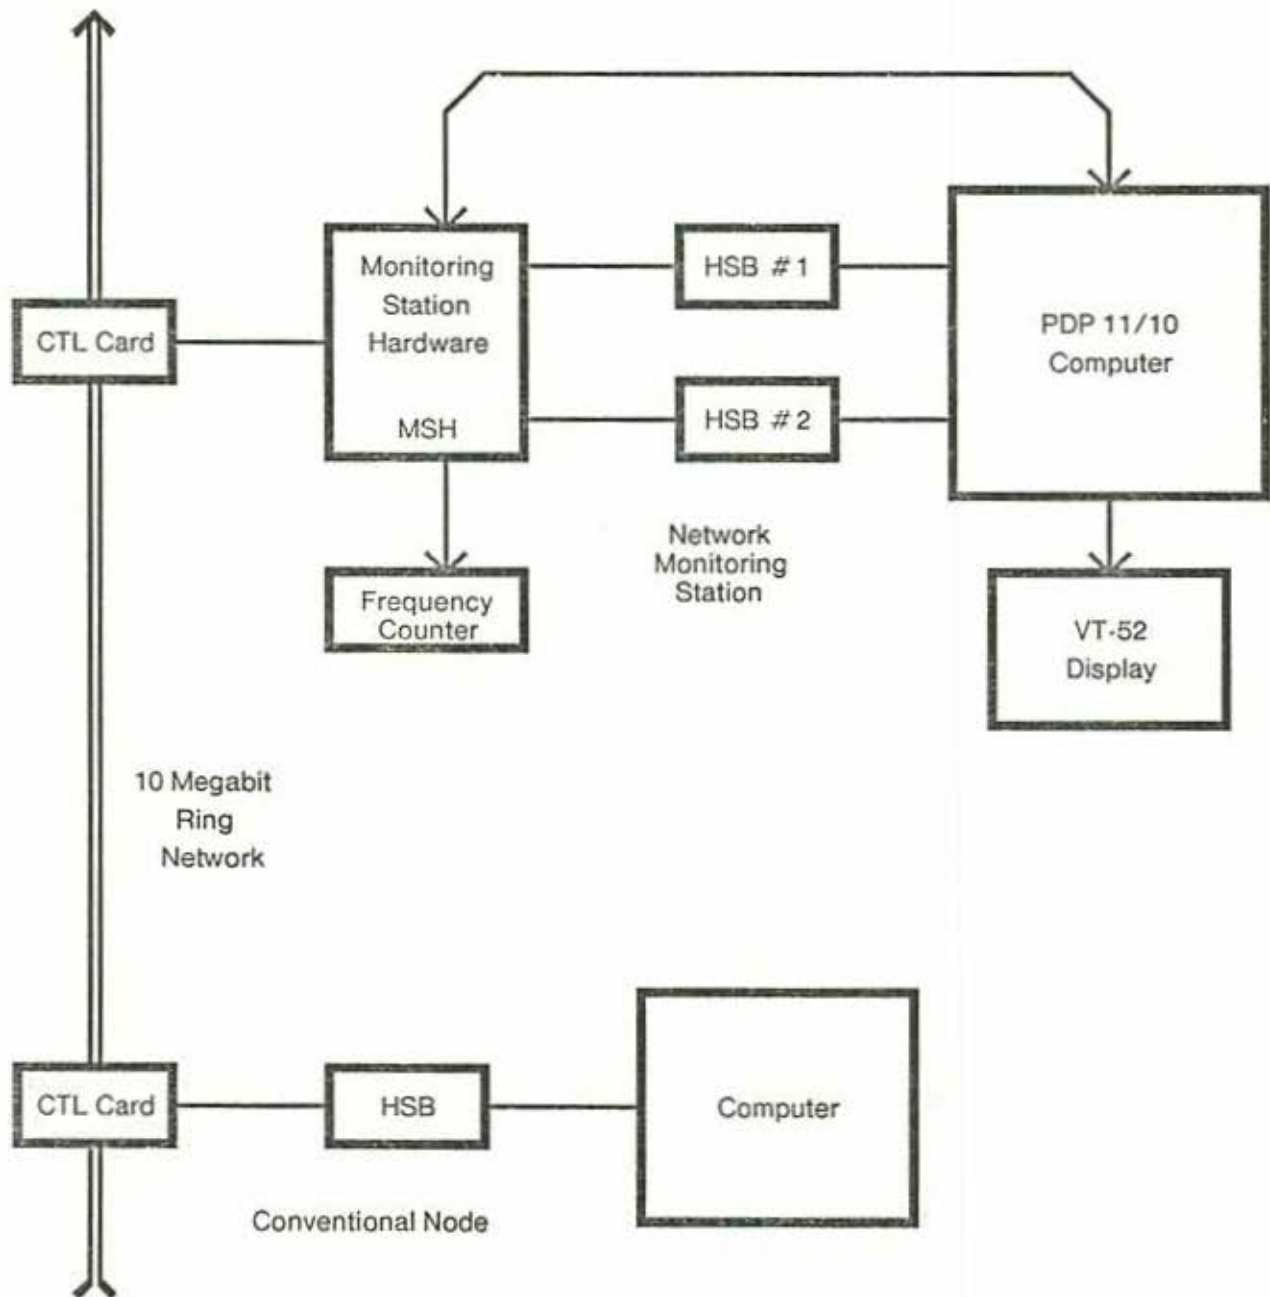 Monitoring
Station
Hardware
MSH
HSB #1
HSB #2
PDP 11/10
Computer
CTL Card
Frequency
Counter
Network
Monitoring
Station
VT-52
Display
10 Megabit
Ring
Network
CTL Card
HSB
Computer
Conventional Node